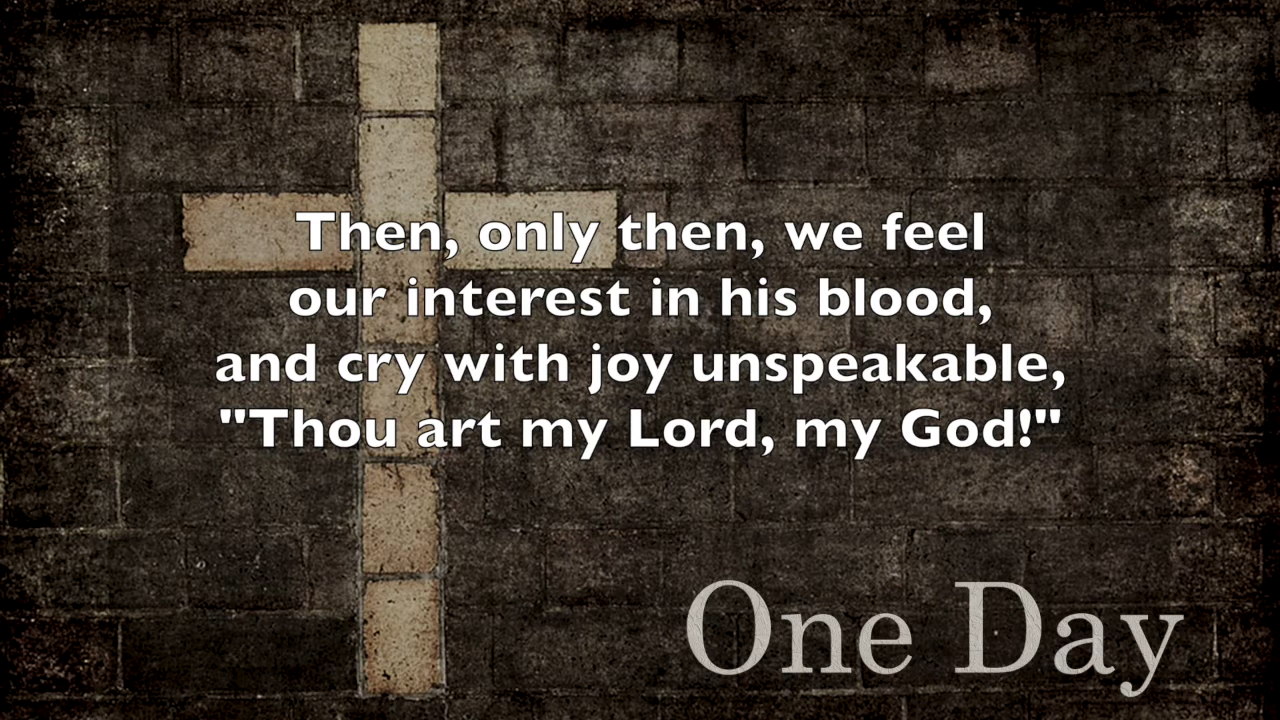 Then, only then, we feel
our interest in his blood,
and cry with joy unspeakable,
"Thou art my Lord, my God!"
One Day